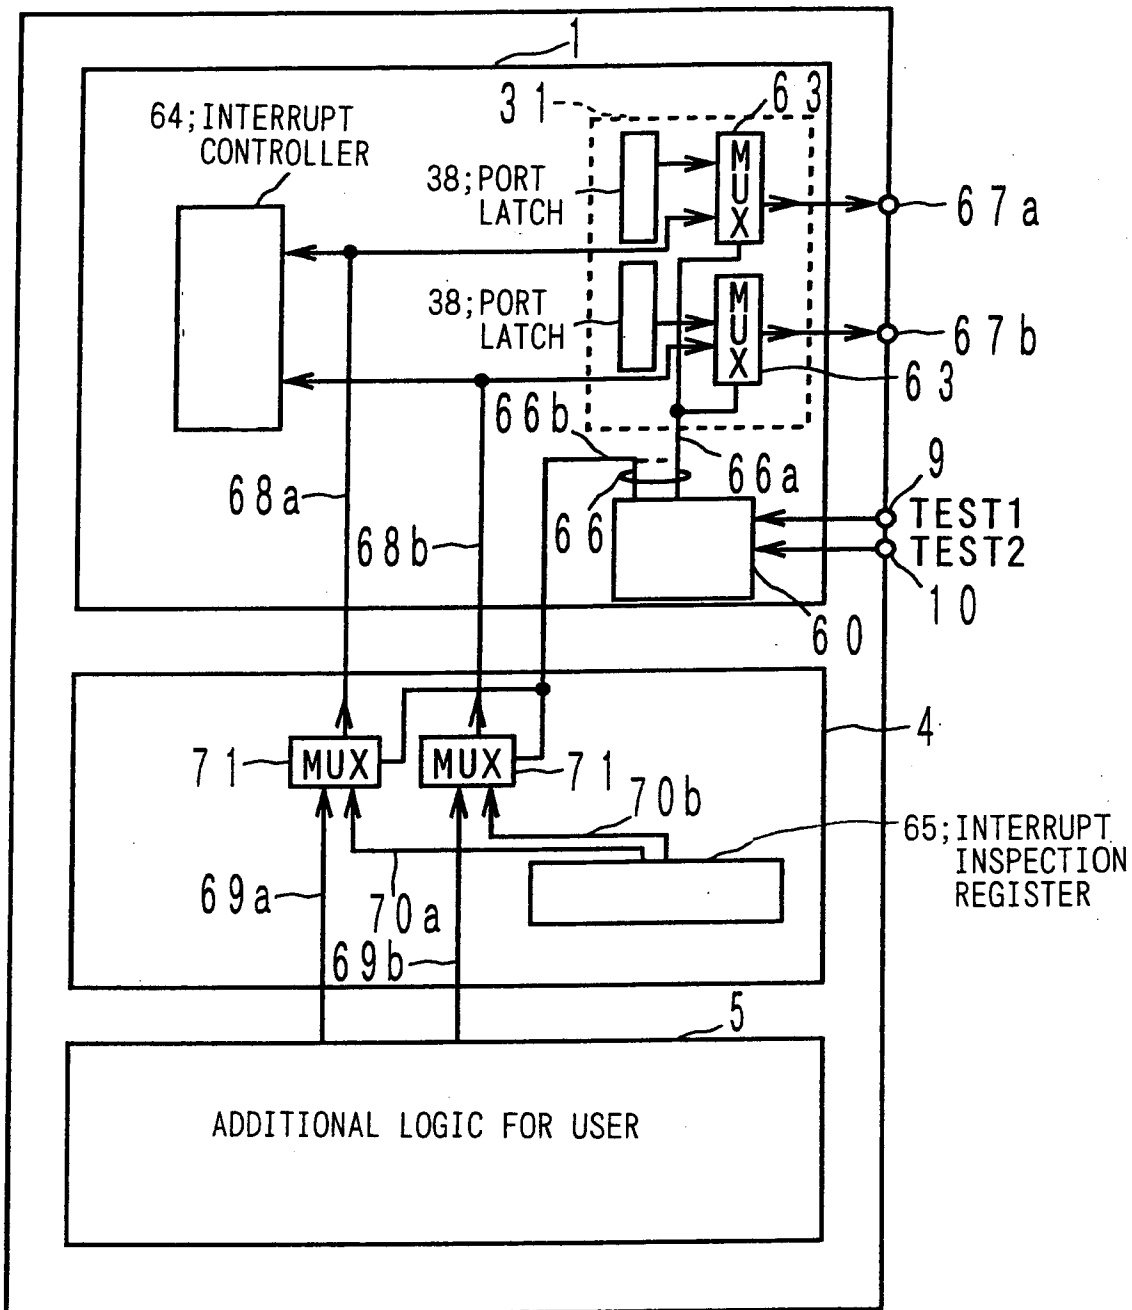 1
31
63
64;INTERRUPT
CONTROLLER
MUX
38;PORT
LATCH
67a
MUX
38;PORT
LATCH
67b
63
66b
66a
9
68a
66
TEST1
68b
TEST2
10
60
4
71
MUX
MUX
71
70b
65;INTERRUPT
INSPECTION
REGISTER
69a
70a
69b
5
ADDITIONAL LOGIC FOR USER